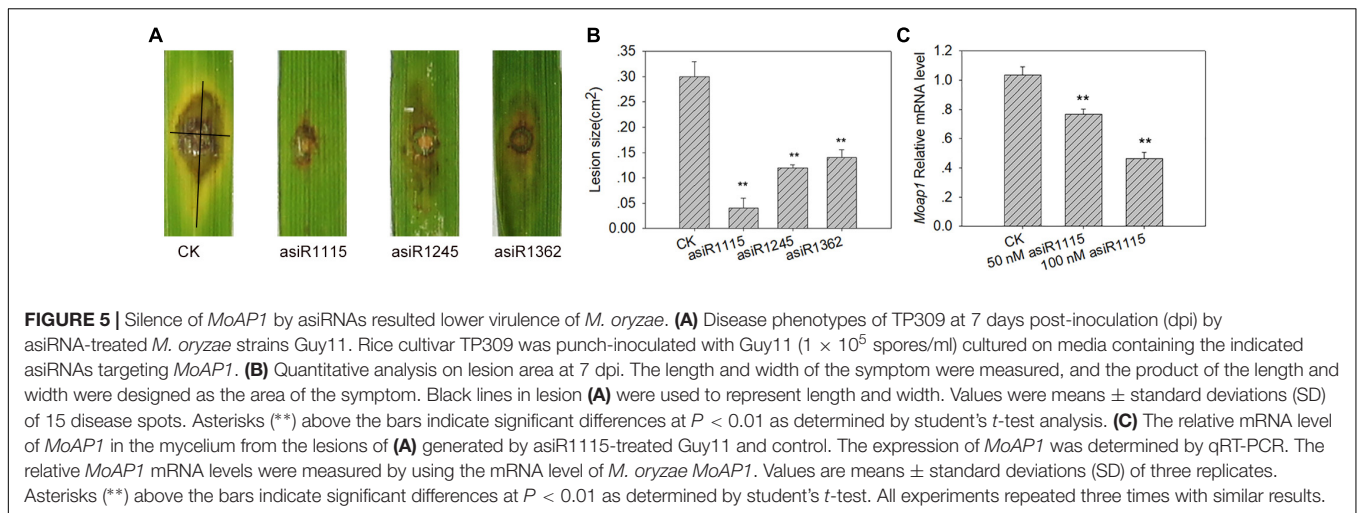 A
CK
asiR1115
asiR1245
asiR1362
B
Lesion size(cm²)
.35
.30
.25
.20
.15
.10
.05
0.00
**
**
**
CK
asiR1115
asiR1245
asiR1362
C
Moap1 Relative mRNA level
1.2
1.0
.8
.6
.4
.2
0.0
**
**
CK
50 nM asiR1115
100 nM asiR1115
FIGURE 5 | Silence of MoAP1 by asiRNAs resulted lower virulence of M. oryzae. (A) Disease phenotypes of TP309 at 7 days post-inoculation (dpi) by
asiRNA-treated M. oryzae strains Guy11. Rice cultivar TP309 was punch-inoculated with Guy11 (1 × 10⁵ spores/ml) cultured on media containing the indicated
asiRNAs targeting MoAP1. (B) Quantitative analysis on lesion area at 7 dpi. The length and width of the symptom were measured, and the product of the length and
width were designed as the area of the symptom. Black lines in lesion (A) were used to represent length and width. Values were means ± standard deviations (SD)
of 15 disease spots. Asterisks (**) above the bars indicate significant differences at P < 0.01 as determined by student's t-test analysis. (C) The relative mRNA level
of MoAP1 in the mycelium from the lesions of (A) generated by asiR1115-treated Guy11 and control. The expression of MoAP1 was determined by qRT-PCR. The
relative MoAP1 mRNA levels were measured by using the mRNA level of M. oryzae MoAP1. Values are means ± standard deviations (SD) of three replicates.
Asterisks (**) above the bars indicate significant differences at P < 0.01 as determined by student's t-test. All experiments repeated three times with similar results.